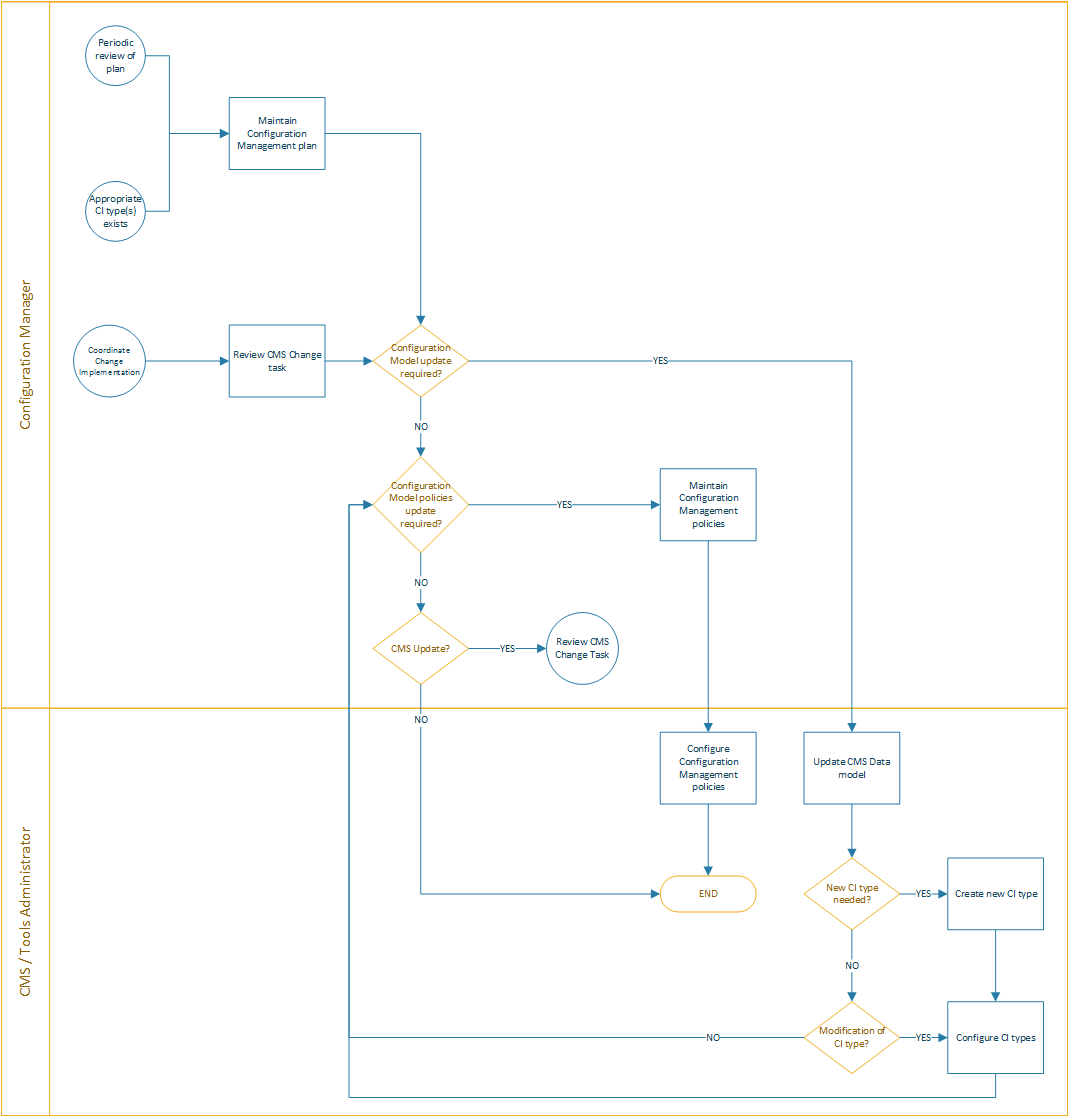 Configuration Manager
Periodic
review of
plan
Maintain
Configuration
Management plan
Appropriate
CI type(s)
exists
Coordinate
Change
Implementation
Review CMS Change
task
Configuration
Model update
required?
YES
NO
Configuration
Model policies
update
required?
YES
Maintain
Configuration
Management
policies
NO
CMS Update?
YES
Review CMS
Change Task
NO
CMS / Tools Administrator
Configure
Configuration
Management
policies
Update CMS Data
model
END
New CI type
needed?
YES
Create new CI type
NO
Modification of
CI type?
NO
YES
Configure CI types